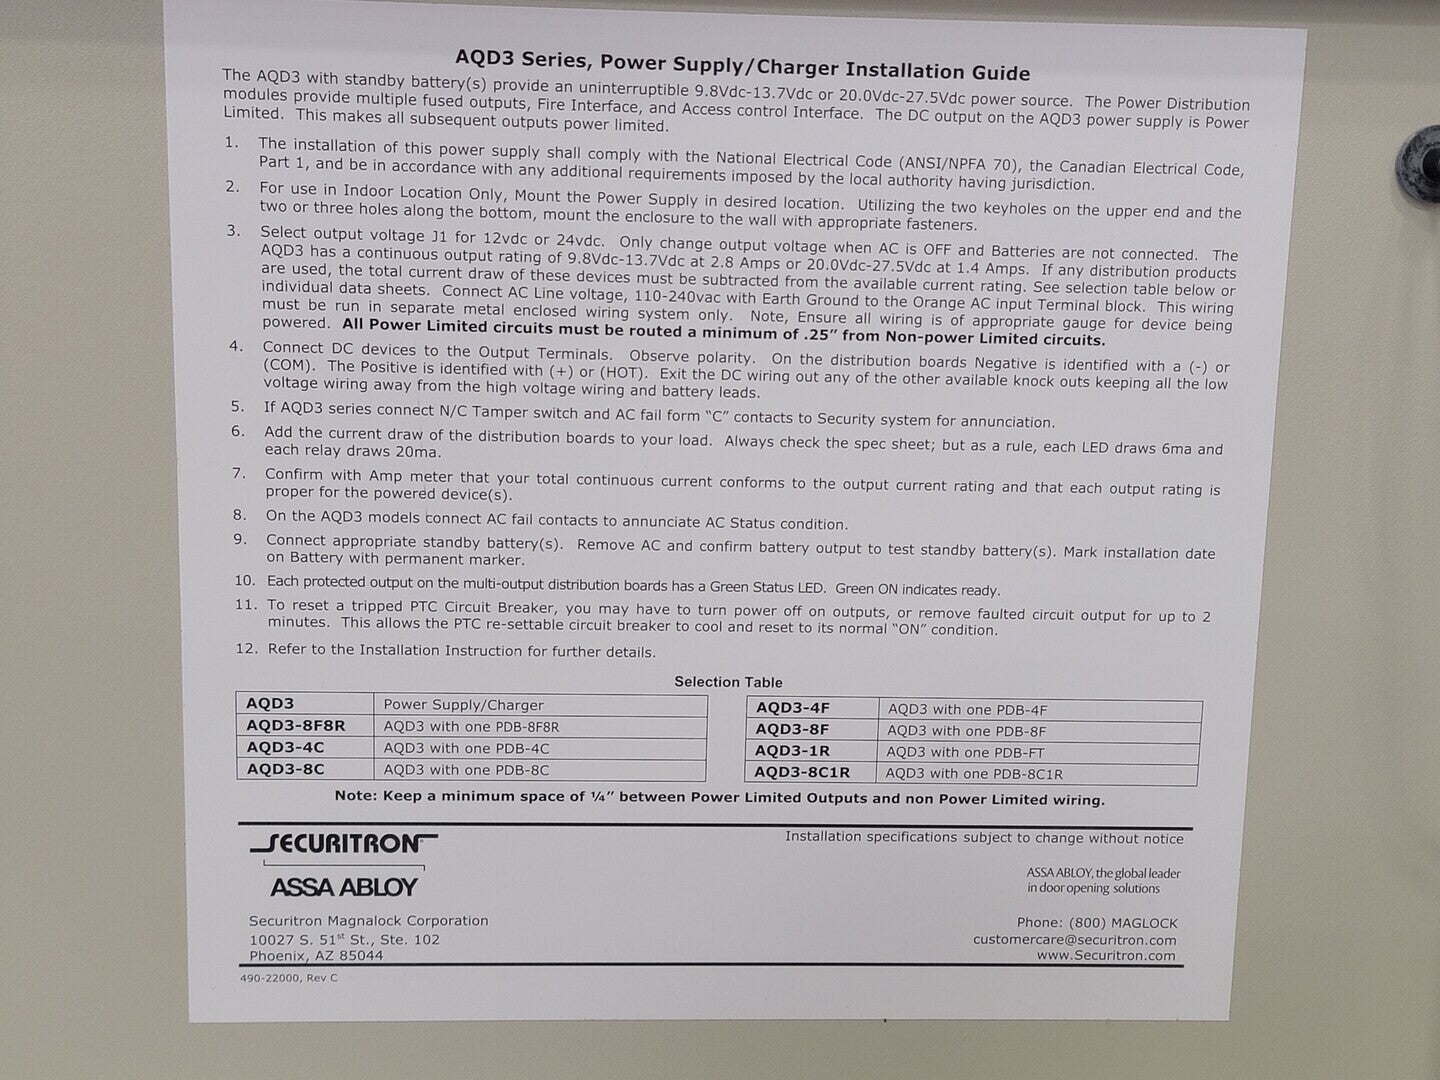 AQD3 Series, Power Supply/Charger Installation Guide
The AQD3 with standby battery(s) provide an uninterruptible 9.8Vdc-13.7Vdc or 20.0Vdc-27.5Vdc power source. The Power Distribution
modules provide multiple fused outputs, Fire Interface, and Access control Interface. The DC output on the AQD3 power supply is Power
Limited. This makes all subsequent outputs power limited.
1. The installation of this power supply shall comply with the National Electrical Code (ANSI/NPFA 70), the Canadian Electrical Code,
Part 1, and be in accordance with any additional requirements imposed by the local authority having jurisdiction.
2. For use in Indoor Location Only, Mount the Power Supply in desired location. Utilizing the two keyholes on the upper end and the
two or three holes along the bottom, mount the enclosure to the wall with appropriate fasteners.
3. Select output voltage J1 for 12vdc or 24vdc. Only change output voltage when AC is OFF and Batteries are not connected. The
AQD3 has a continuous output rating of 9.8Vdc-13.7Vdc at 2.8 Amps or 20.0Vdc-27.5Vdc at 1.4 Amps. If any distribution products
are used, the total current draw of these devices must be subtracted from the available current rating. See selection table below or
individual data sheets. Connect AC Line voltage, 110-240vac with Earth Ground to the Orange AC input Terminal block. This wiring
must be run in separate metal enclosed wiring system only. Note, Ensure all wiring is of appropriate gauge for device being
powered. All Power Limited circuits must be routed a minimum of .25" from Non-power Limited circuits.
4. Connect DC devices to the Output Terminals. Observe polarity. On the distribution boards Negative is identified with a (-) or
(COM). The Positive is identified with (+) or (HOT). Exit the DC wiring out any of the other available knock outs keeping all the low
voltage wiring away from the high voltage wiring and battery leads.
5. If AQD3 series connect N/C Tamper switch and AC fail form "C" contacts to Security system for annunciation.
6. Add the current draw of the distribution boards to your load. Always check the spec sheet; but as a rule, each LED draws 6ma and
each relay draws 20ma.
7. Confirm with Amp meter that your total continuous current conforms to the output current rating and that each output rating is
proper for the powered device(s).
8. On the AQD3 models connect AC fail contacts to annunciate AC Status condition.
9. Connect appropriate standby battery(s). Remove AC and confirm battery output to test standby battery(s). Mark installation date
on Battery with permanent marker.
10. Each protected output on the multi-output distribution boards has a Green Status LED. Green ON indicates ready.
11. To reset a tripped PTC Circuit Breaker, you may have to turn power off on outputs, or remove faulted circuit output for up to 2
minutes. This allows the PTC re-settable circuit breaker to cool and reset to its normal "ON" condition.
12. Refer to the Installation Instruction for further details.
Selection Table
AQD3 Power Supply/Charger
AQD3-8F8R AQD3 with one PDB-8F8R
AQD3-4C AQD3 with one PDB-4C
AQD3-8C AQD3 with one PDB-8C
AQD3-4F AQD3 with one PDB-4F
AQD3-8F AQD3 with one PDB-8F
AQD3-1R AQD3 with one PDB-FT
AQD3-8C1R AQD3 with one PDB-8C1R
Note: Keep a minimum space of ¼" between Power Limited Outputs and non Power Limited wiring.
SECURITRON
ASSA ABLOY
Installation specifications subject to change without notice
ASSA ABLOY, the global leader
in door opening solutions
Securitron Magnalock Corporation
10027 S. 51st St., Ste. 102
Phoenix, AZ 85044
Phone: (800) MAGLOCK
customercare@securitron.com
www.Securitron.com
490-22000, Rev C